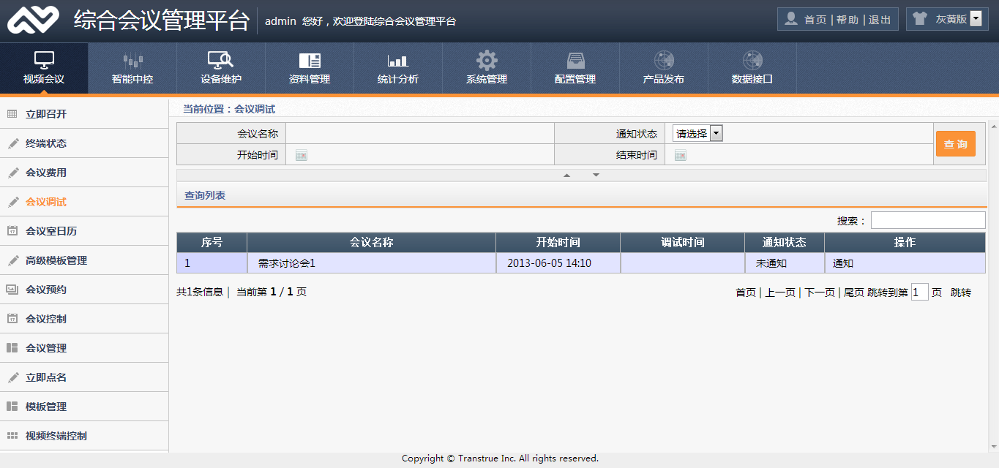 综合会议管理平台 admin 您好，欢迎登陆综合会议管理平台 首页 | 帮助 | 退出 灰黄版
视频会议 智能中控 设备维护 资料管理 统计分析 系统管理 配置管理 产品发布 数据接口
立即召开
终端状态
会议费用
会议调试
会议室日历
高级模板管理
会议预约
会议控制
会议管理
立即点名
模板管理
视频终端控制
当前位置：会议调试
会议名称 通知状态 请选择
开始时间 结束时间
查 询
查询列表
搜索：
序号 会议名称 开始时间 调试时间 通知状态 操作
1 需求讨论会1 2013-06-05 14:10 未通知 通知
共1条信息 | 当前第 1 / 1 页 首页 | 上一页 | 下一页 | 尾页 跳转到第 1 页 跳转
Copyright © Transtrue Inc. All rights reserved.